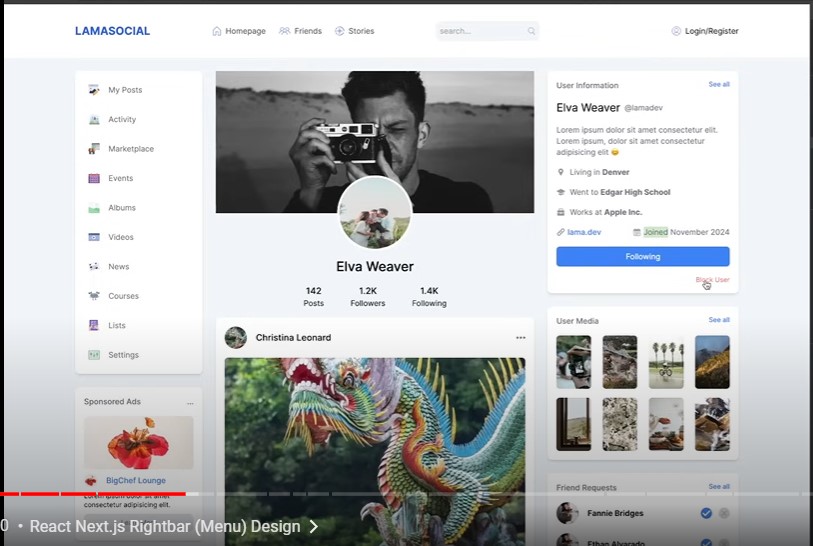 LAMASOCIAL
Homepage
Friends
Stories
search...
Login/Register
My Posts
Activity
Marketplace
Events
Albums
Videos
News
Courses
Lists
Settings
Sponsored Ads
...
BigChef Lounge
Lorem ipsum dolor sit amet
consectetur adipisicing elit.
Elva Weaver
142
Posts
1.2K
Followers
1.4K
Following
Christina Leonard
...
User Information
See all
Elva Weaver @lamadev
Lorem ipsum dolor sit amet consectetur elit.
Lorem ipsum, dolor sit amet consectetur
adipisicing elit 😊
Living in Denver
Went to Edgar High School
Works at Apple Inc.
lama.dev
Joined November 2024
Following
Block User
User Media
See all
Friend Requests
See all
Fannie Bridges
Ethan Alvarado
0 • React Next.js Rightbar (Menu) Design >